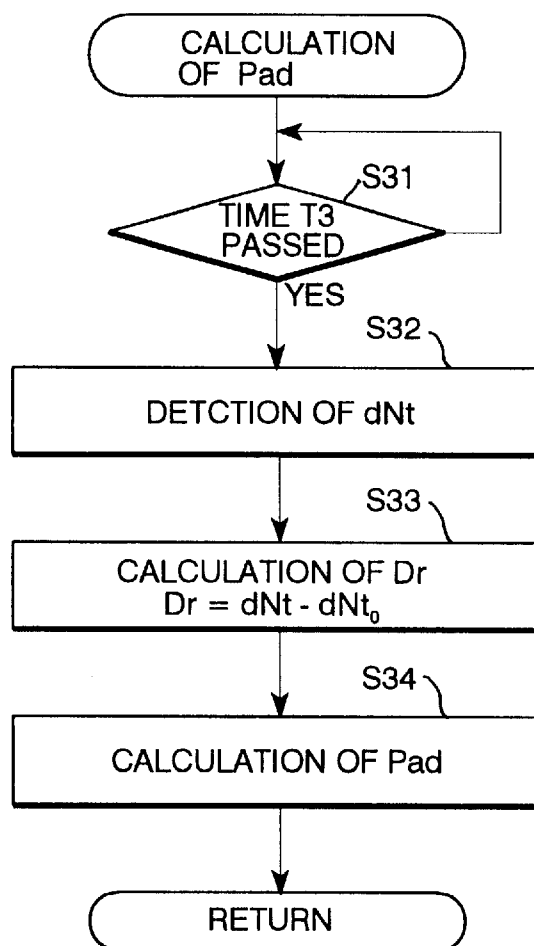 CALCULATION
OF Pad
S31
TIME T3
PASSED
YES
S32
DETCTION OF dNt
S33
CALCULATION OF Dr
Dr = dNt - dNt₀
S34
CALCULATION OF Pad
RETURN